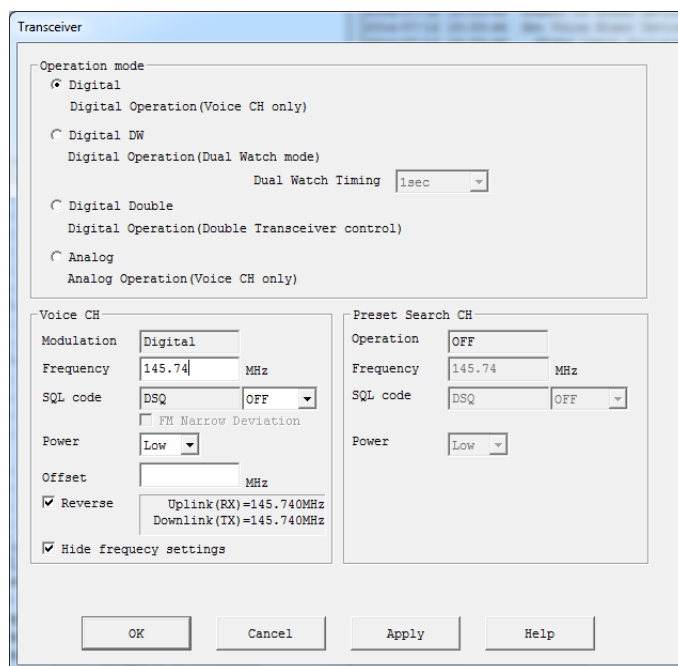 Transceiver
Operation mode
Digital
Digital Operation(Voice CH only)
Digital DW
Digital Operation(Dual Watch mode)
Dual Watch Timing 1sec
Digital Double
Digital Operation(Double Transceiver control)
Analog
Analog Operation(Voice CH only)
Voice CH
Modulation Digital
Frequency 145.74 MHz
SQL code DSQ OFF
FM Narrow Deviation
Power Low
Offset MHz
Reverse Uplink(RX)=145.740MHz
Downlink(TX)=145.740MHz
Hide frequecy settings
Preset Search CH
Operation OFF
Frequency 145.74 MHz
SQL code DSQ OFF
Power Low
OK Cancel Apply Help